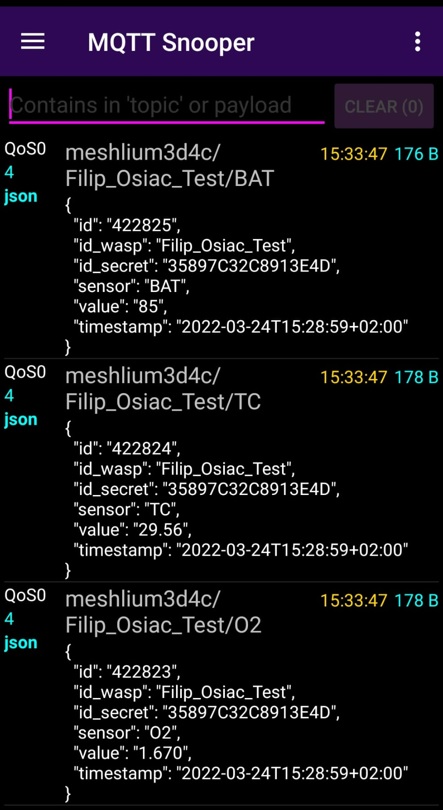 MQTT Snooper
Contains in 'topic' or payload
CLEAR (0)
QoS0
4
json
meshlium3d4c/
Filip_Osiac_Test/BAT
15:33:47 176 B
{
"id": "422825",
"id_wasp": "Filip_Osiac_Test",
"id_secret": "35897C32C8913E4D",
"sensor": "BAT",
"value": "85",
"timestamp": "2022-03-24T15:28:59+02:00"
}
QoS0
4
json
meshlium3d4c/
Filip_Osiac_Test/TC
15:33:47 178 B
{
"id": "422824",
"id_wasp": "Filip_Osiac_Test",
"id_secret": "35897C32C8913E4D",
"sensor": "TC",
"value": "29.56",
"timestamp": "2022-03-24T15:28:59+02:00"
}
QoS0
4
json
meshlium3d4c/
Filip_Osiac_Test/O2
15:33:47 178 B
{
"id": "422823",
"id_wasp": "Filip_Osiac_Test",
"id_secret": "35897C32C8913E4D",
"sensor": "O2",
"value": "1.670",
"timestamp": "2022-03-24T15:28:59+02:00"
}